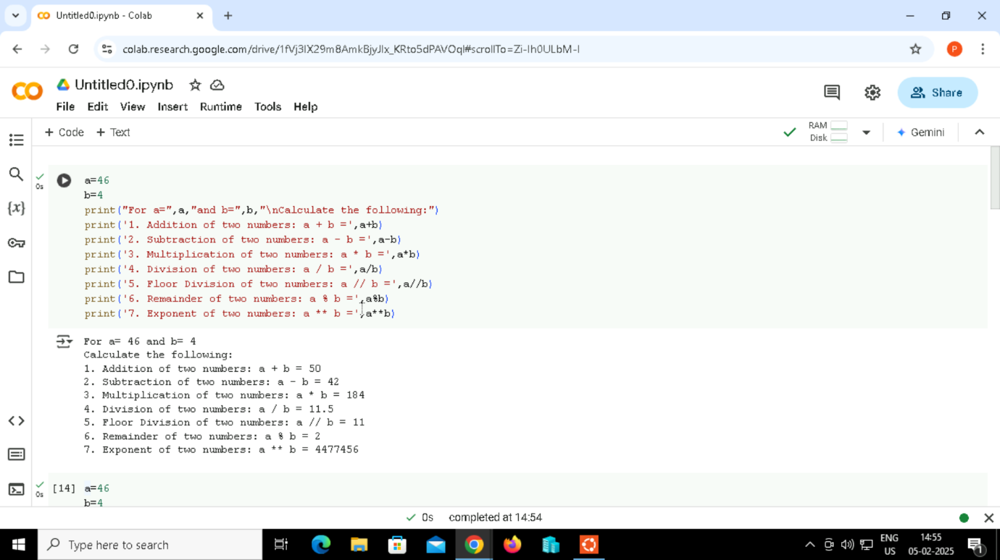 Untitled0.ipynb - Colab
colab.research.google.com/drive/1fVj3lX29m8AmkBjyJlx_KRto5dPAVOql#scrollTo=Zi-Ih0ULbM-l
P
Untitled0.ipynb
Share
File Edit View Insert Runtime Tools Help
+ Code + Text
RAM
Disk
Gemini
0s
a=46
b=4
print("For a=",a,"and b=",b,"\nCalculate the following:")
print('1. Addition of two numbers: a + b =',a+b)
print('2. Subtraction of two numbers: a - b =',a-b)
print('3. Multiplication of two numbers: a * b =',a*b)
print('4. Division of two numbers: a / b =',a/b)
print('5. Floor Division of two numbers: a // b =',a//b)
print('6. Remainder of two numbers: a % b =',a%b)
print('7. Exponent of two numbers: a ** b =',a**b)
For a= 46 and b= 4
Calculate the following:
1. Addition of two numbers: a + b = 50
2. Subtraction of two numbers: a - b = 42
3. Multiplication of two numbers: a * b = 184
4. Division of two numbers: a / b = 11.5
5. Floor Division of two numbers: a // b = 11
6. Remainder of two numbers: a % b = 2
7. Exponent of two numbers: a ** b = 4477456
0s
[14] a=46
b=4
0s completed at 14:54
Type here to search
ENG
US
14:55
05-02-2025
1